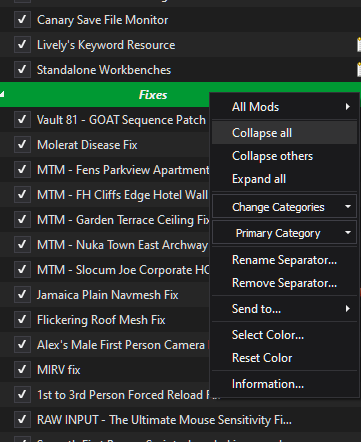 Canary Save File Monitor
Lively's Keyword Resource
Standalone Workbenches
Fixes
Vault 81 - GOAT Sequence Patch
Molerat Disease Fix
MTM - Fens Parkview Apartment
MTM - FH Cliffs Edge Hotel Wall
MTM - Garden Terrace Ceiling Fix
MTM - Nuka Town East Archway
MTM - Slocum Joe Corporate HQ
Jamaica Plain Navmesh Fix
Flickering Roof Mesh Fix
Alex's Male First Person Camera
MIRV fix
1st to 3rd Person Forced Reload Fix
RAW INPUT - The Ultimate Mouse Sensitivity Fi...
All Mods
Collapse all
Collapse others
Expand all
Change Categories
Primary Category
Rename Separator...
Remove Separator...
Send to...
Select Color...
Reset Color
Information...